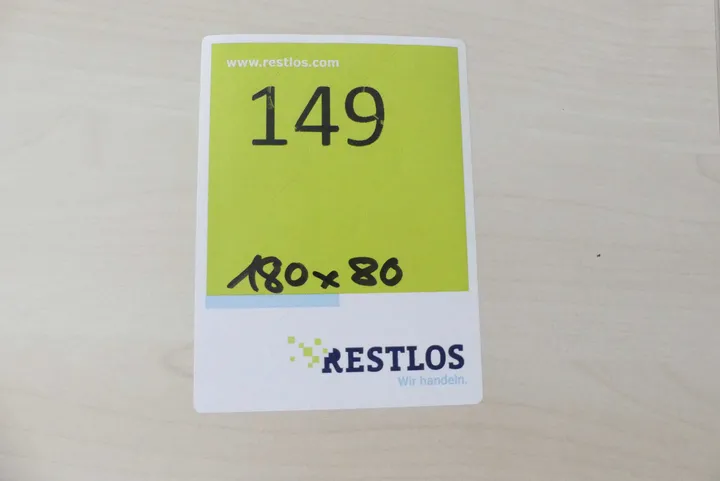 www.restlos.com
149
180x80
RESTLOS
Wir handeln.